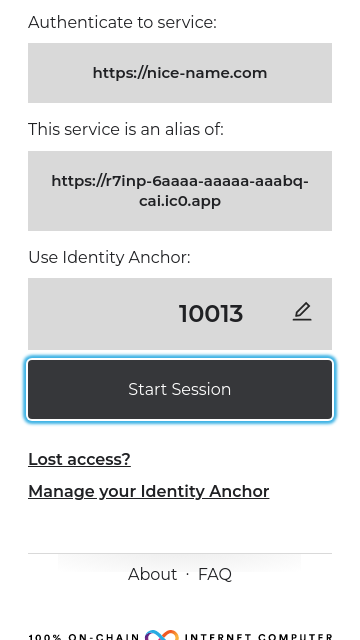 Authenticate to service:
https://nice-name.com
This service is an alias of:
https://r7inp-6aaaa-aaaaa-aaabq-
cai.ic0.app
Use Identity Anchor:
10013
Start Session
Lost access?
Manage your Identity Anchor
About · FAQ
100% ON-CHAIN INTERNET COMPUTER